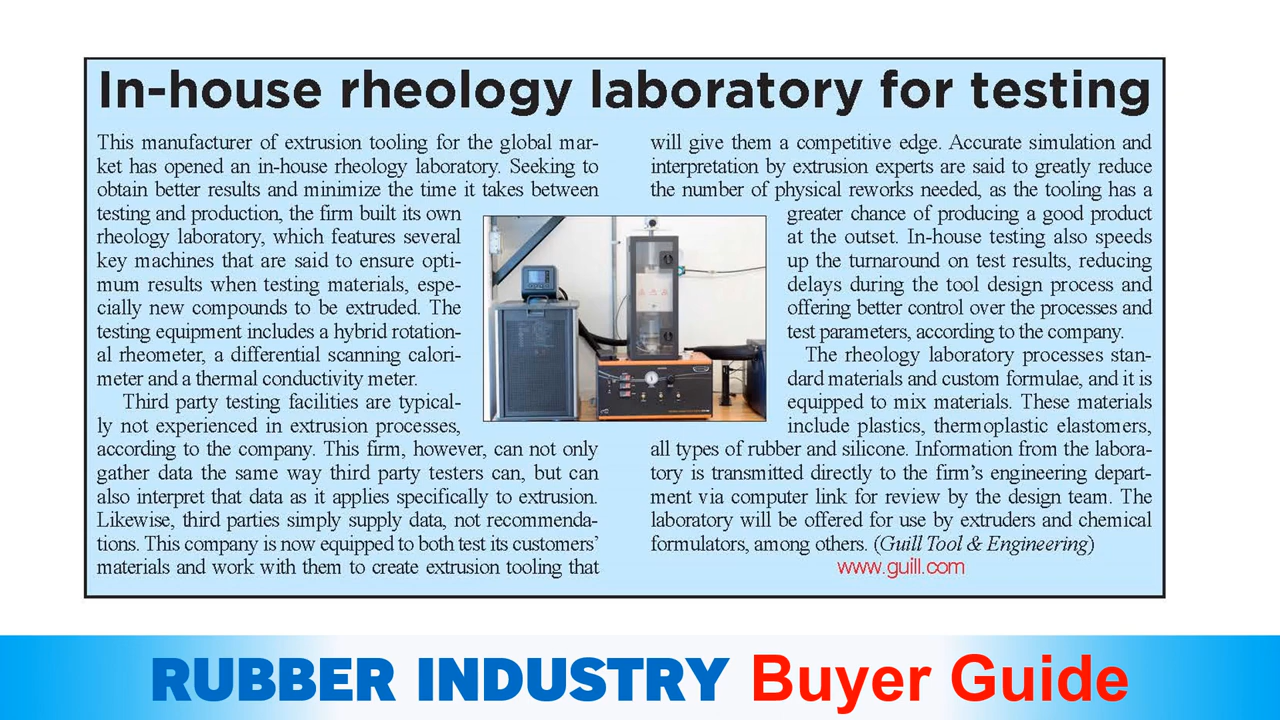 In-house rheology laboratory for testing
This manufacturer of extrusion tooling for the global mar-
ket has opened an in-house rheology laboratory. Seeking to
obtain better results and minimize the time it takes between
testing and production, the firm built its own
rheology laboratory, which features several
key machines that are said to ensure opti-
mum results when testing materials, espe-
cially new compounds to be extruded. The
testing equipment includes a hybrid rotation-
al rheometer, a differential scanning calori-
meter and a thermal conductivity meter.
Third party testing facilities are typical-
ly not experienced in extrusion processes,
according to the company. This firm, however, can not only
gather data the same way third party testers can, but can
also interpret that data as it applies specifically to extrusion.
Likewise, third parties simply supply data, not recommenda-
tions. This company is now equipped to both test its customers’
materials and work with them to create extrusion tooling that
will give them a competitive edge. Accurate simulation and
interpretation by extrusion experts are said to greatly reduce
the number of physical reworks needed, as the tooling has a
greater chance of producing a good product
at the outset. In-house testing also speeds
up the turnaround on test results, reducing
delays during the tool design process and
offering better control over the processes and
test parameters, according to the company.
The rheology laboratory processes stan-
dard materials and custom formulae, and it is
equipped to mix materials. These materials
include plastics, thermoplastic elastomers,
all types of rubber and silicone. Information from the labora-
tory is transmitted directly to the firm’s engineering depart-
ment via computer link for review by the design team. The
laboratory will be offered for use by extruders and chemical
formulators, among others. (Guill Tool & Engineering)
www.guill.com
RUBBER INDUSTRY Buyer Guide